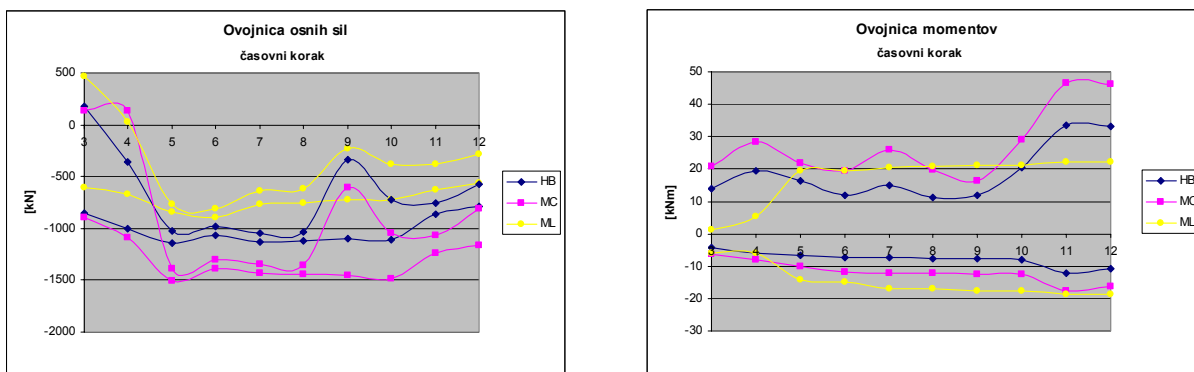 Ovojnica osnih sil
časovni korak
500
0
-500
-1000
-1500
-2000
[kN]
3 4 5 6 7 8 9 10 11 12
HB
MC
ML
Ovojnica momentov
časovni korak
50
40
30
20
10
0
-10
-20
-30
[kNm]
4 5 6 7 8 9 10 11 12
HB
MC
ML